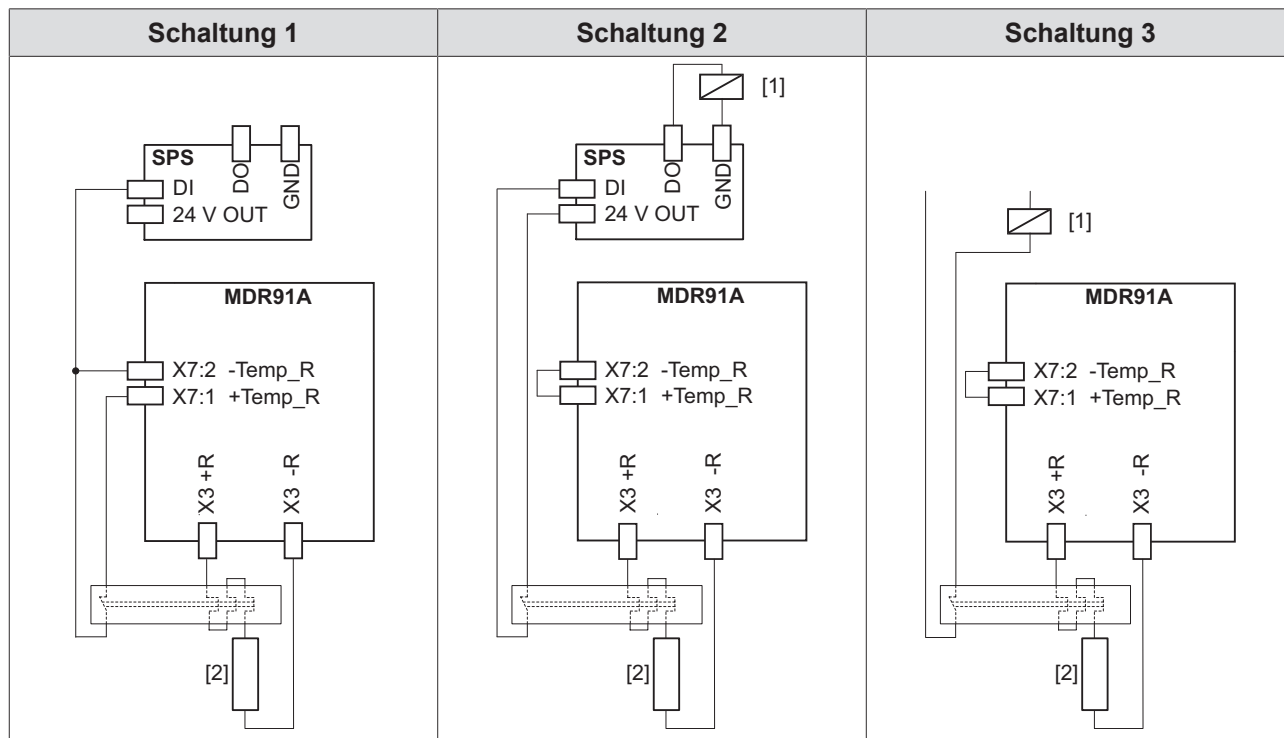 Schaltung 1
Schaltung 2
Schaltung 3
SPS
DI
24 V OUT
DO
GND
MDR91A
X7:2 -Temp_R
X7:1 +Temp_R
X3 +R
X3 -R
[2]
[1]
SPS
DI
24 V OUT
DO
GND
MDR91A
X7:2 -Temp_R
X7:1 +Temp_R
X3 +R
X3 -R
[2]
[1]
MDR91A
X7:2 -Temp_R
X7:1 +Temp_R
X3 +R
X3 -R
[2]